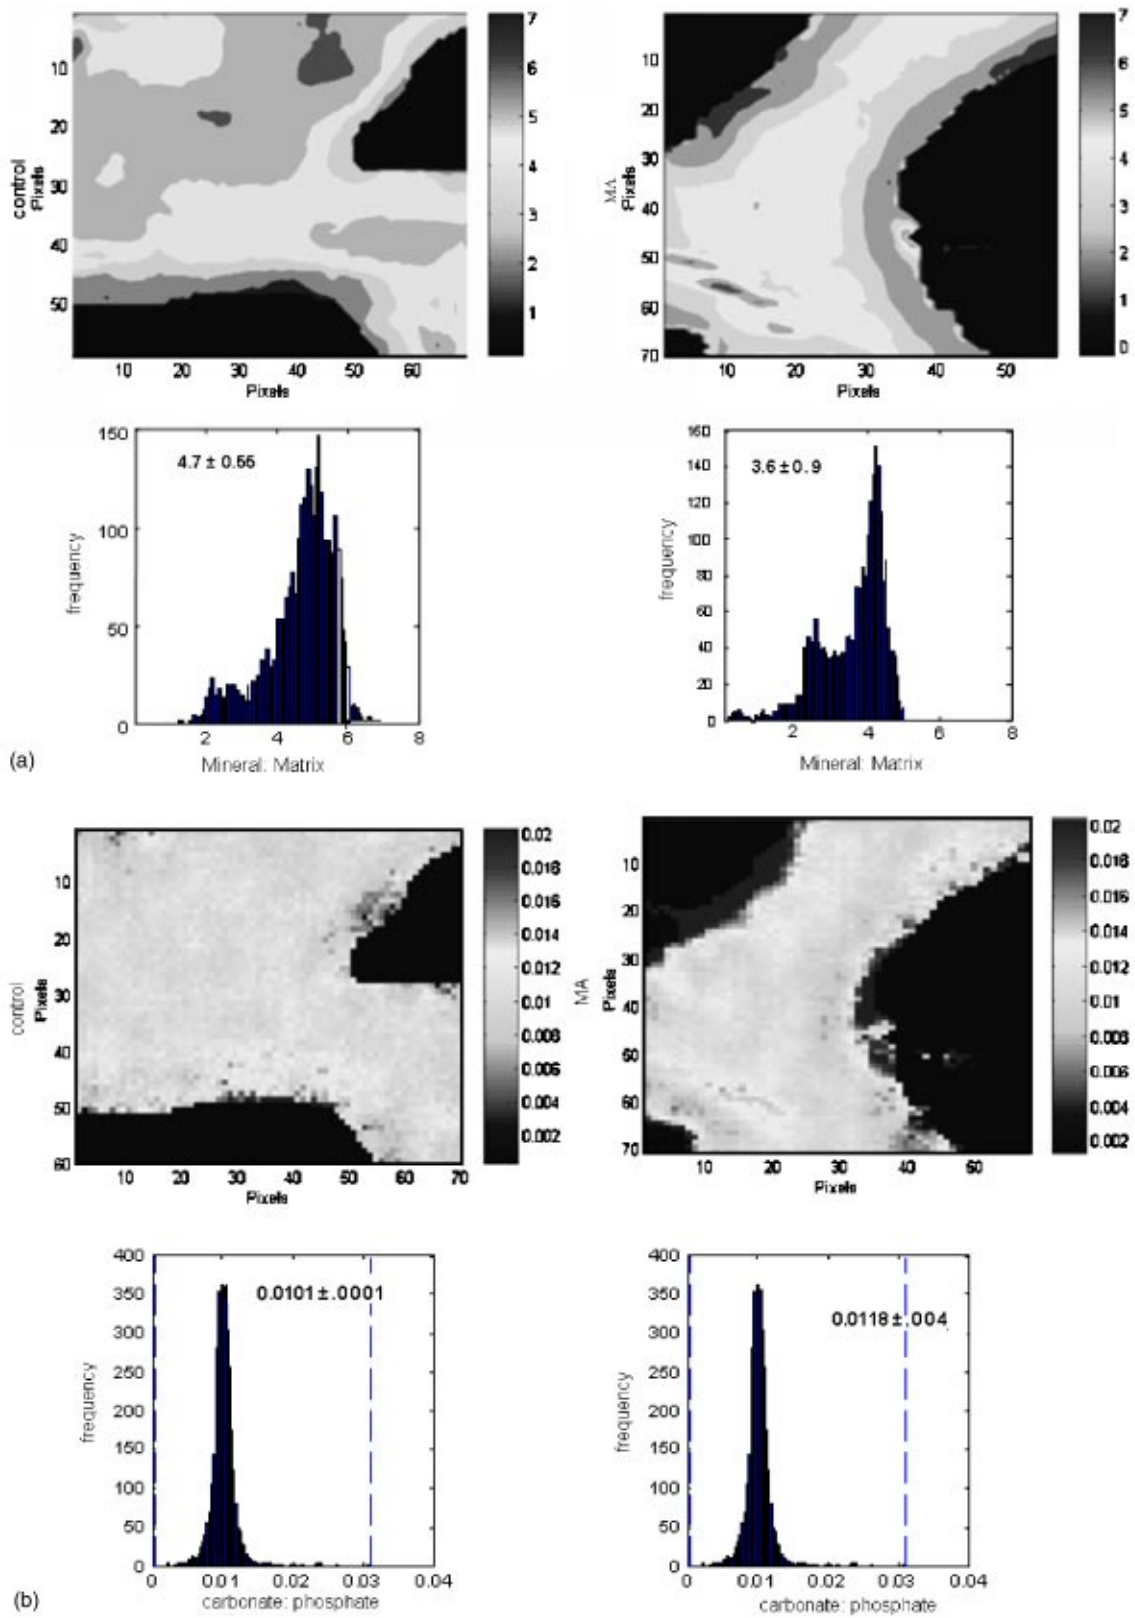 control
Pixels
10
20
30
40
50
10 20 30 40 50 60
Pixels
7
6
5
4
3
2
1
MA
Pixels
10
20
30
40
50
60
70
10 20 30 40 50
Pixels
7
6
5
4
3
2
1
0
frequency
150
100
50
0
4.7 ± 0.55
2 4 6 8
Mineral: Matrix
frequency
160
140
120
100
80
60
40
20
0
3.6 ± 0.9
2 4 6 8
Mineral: Matrix
(a)
control
Pixels
10
20
30
40
50
60
10 20 30 40 50 60 70
Pixels
0.02
0.018
0.016
0.014
0.012
0.01
0.008
0.006
0.004
0.002
MA
Pixels
10
20
30
40
50
60
70
10 20 30 40 50
Pixels
0.02
0.018
0.016
0.014
0.012
0.01
0.008
0.006
0.004
0.002
frequency
400
350
300
250
200
150
100
50
0
0.0101 ± .0001
0 0.01 0.02 0.03 0.04
carbonate: phosphate
frequency
400
350
300
250
200
150
100
50
0
0.0118 ± .004
0 0.01 0.02 0.03 0.04
carbonate: phosphate
(b)